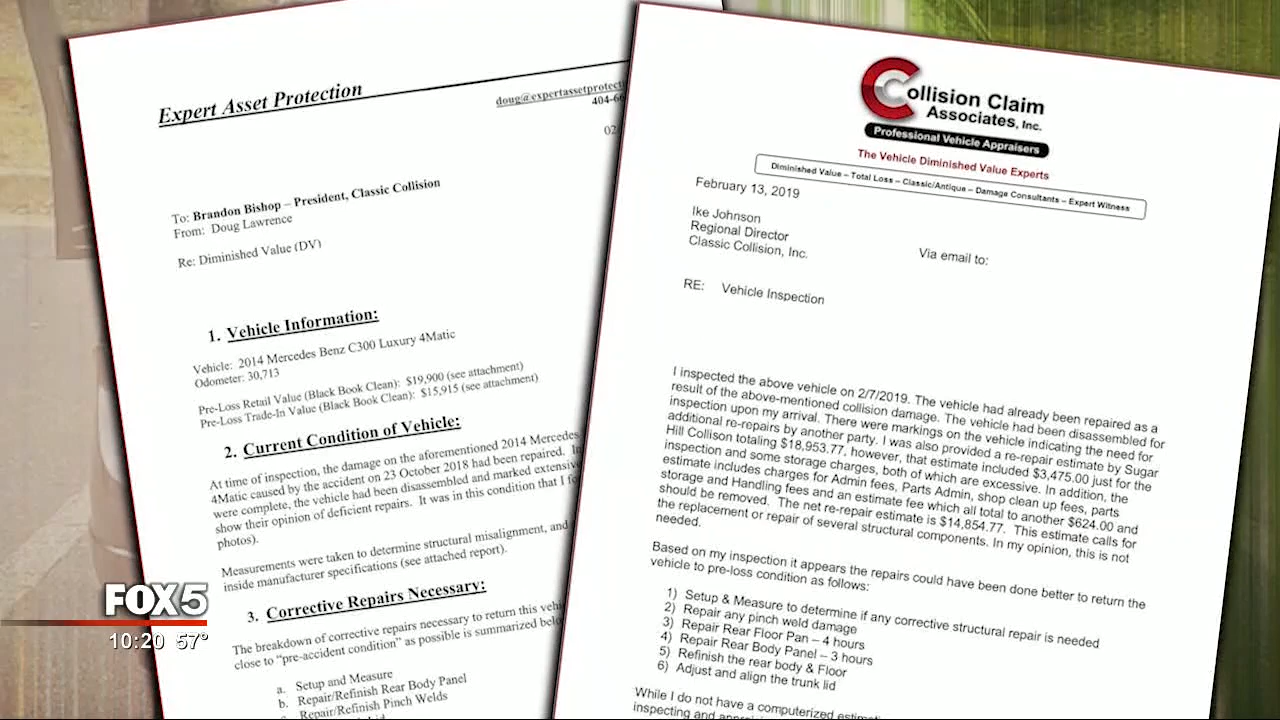 Expert Asset Protection
doug@expertassetprotect
404-66
02
To: Brandon Bishop – President, Classic Collision
From: Doug Lawrence
Re: Diminished Value (DV)
1. Vehicle Information:
Vehicle: 2014 Mercedes Benz C300 Luxury 4Matic
Odometer: 30,713
Pre-Loss Retail Value (Black Book Clean): $19,900 (see attachment)
Pre-Loss Trade-In Value (Black Book Clean): $15,915 (see attachment)
2. Current Condition of Vehicle:
At time of inspection, the damage on the aforementioned 2014 Mercedes
4Matic caused by the accident on 23 October 2018 had been repaired. In
were complete, the vehicle had been disassembled and marked extensive
show their opinion of deficient repairs. It was in this condition that I fo
photos).
Measurements were taken to determine structural misalignment, and
inside manufacturer specifications (see attached report).
3. Corrective Repairs Necessary:
The breakdown of corrective repairs necessary to return this vehi
close to “pre-accident condition” as possible is summarized belo
a. Setup and Measure
b. Repair/Refinish Rear Body Panel
Repair/Refinish Pinch Welds
Collision Claim
Associates, Inc.
Professional Vehicle Appraisers
The Vehicle Diminished Value Experts
Diminished Value – Total Loss – Classic/Antique – Damage Consultants – Expert Witness
February 13, 2019
Ike Johnson
Regional Director
Classic Collision, Inc.
Via email to:
RE: Vehicle Inspection
I inspected the above vehicle on 2/7/2019. The vehicle had already been repaired as a
result of the above-mentioned collision damage. The vehicle had been disassembled for
inspection upon my arrival. There were markings on the vehicle indicating the need for
additional re-repairs by another party. I was also provided a re-repair estimate by Sugar
Hill Collison totaling $18,953.77, however, that estimate included $3,475.00 just for the
inspection and some storage charges, both of which are excessive. In addition, the
estimate includes charges for Admin fees, Parts Admin, shop clean up fees, parts
storage and Handling fees and an estimate fee which all total to another $624.00 and
should be removed. The net re-repair estimate is $14,854.77. This estimate calls for
the replacement or repair of several structural components. In my opinion, this is not
needed.
Based on my inspection it appears the repairs could have been done better to return the
vehicle to pre-loss condition as follows:
1) Setup & Measure to determine if any corrective structural repair is needed
2) Repair any pinch weld damage
3) Repair Rear Floor Pan – 4 hours
4) Repair Rear Body Panel – 3 hours
5) Refinish the rear body & Floor
6) Adjust and align the trunk lid
While I do not have a computerized estim
inspecting and
FOX 5
10:20 57°